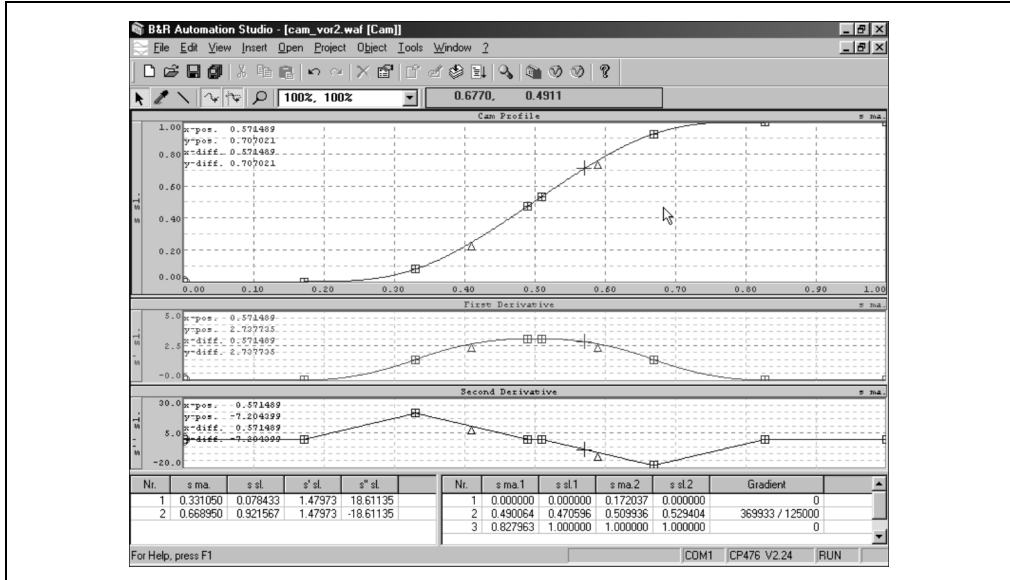 B&R Automation Studio - [cam_vor2.waf [Cam]]
File Edit View Insert Open Project Object Tools Window ?
100%, 100%
0.6770, 0.4911
Cam Profile
s ma.
s sl.
1.00
0.80
0.60
0.40
0.20
0.00
x-pos. 0.571489
y-pos. 0.707021
x-diff. 0.571489
y-diff. 0.707021
0.00 0.10 0.20 0.30 0.40 0.50 0.60 0.70 0.80 0.90 1.00
First Derivative
s ma.
s' sl.
5.0
2.5
-0.0
x-pos. 0.571489
y-pos. 2.737735
x-diff. 0.571489
y-diff. 2.737735
Second Derivative
s ma.
s'' sl.
30.0
5.0
-20.0
x-pos. 0.571489
y-pos. -7.204399
x-diff. 0.571489
y-diff. -7.204399
Nr. s ma. s sl. s' sl. s'' sl.
1 0.331050 0.078433 1.47973 18.61135
2 0.668950 0.921567 1.47973 -18.61135
Nr. s ma.1 s sl.1 s ma.2 s sl.2 Gradient
1 0.000000 0.000000 0.172037 0.000000 0
2 0.490064 0.470596 0.509936 0.529404 369933 / 125000
3 0.827963 1.000000 1.000000 1.000000 0
For Help, press F1
COM1 CP476 V2.24 RUN